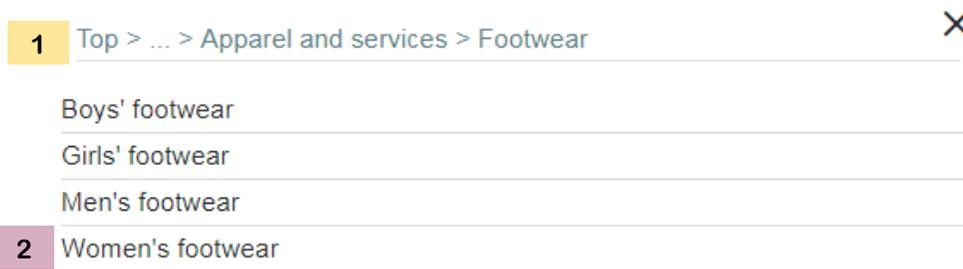 1 Top > ... > Apparel and services > Footwear
Boys' footwear
Girls' footwear
Men's footwear
2 Women's footwear